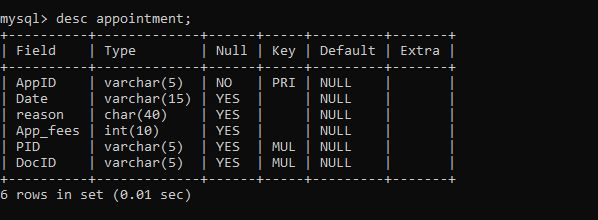 mysql> desc appointment;
+----------+-------------+------+-----+---------+-------+
| Field    | Type        | Null | Key | Default | Extra |
+----------+-------------+------+-----+---------+-------+
| AppID    | varchar(5)  | NO   | PRI | NULL    |       |
| Date     | varchar(15) | YES  |     | NULL    |       |
| reason   | char(40)    | YES  |     | NULL    |       |
| App_fees | int(10)     | YES  |     | NULL    |       |
| PID      | varchar(5)  | YES  | MUL | NULL    |       |
| DocID    | varchar(5)  | YES  | MUL | NULL    |       |
+----------+-------------+------+-----+---------+-------+
6 rows in set (0.01 sec)